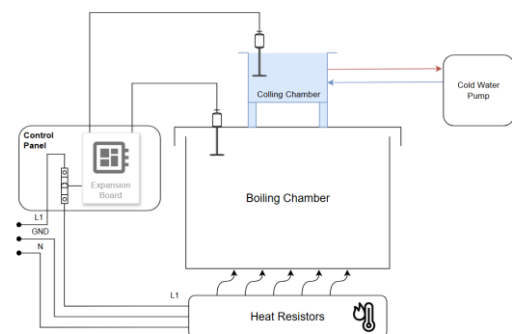 Colling Chamber
Cold Water
Pump
Control
Panel
Expansion
Board
Boiling Chamber
L1
GND
N
L1
Heat Resistors